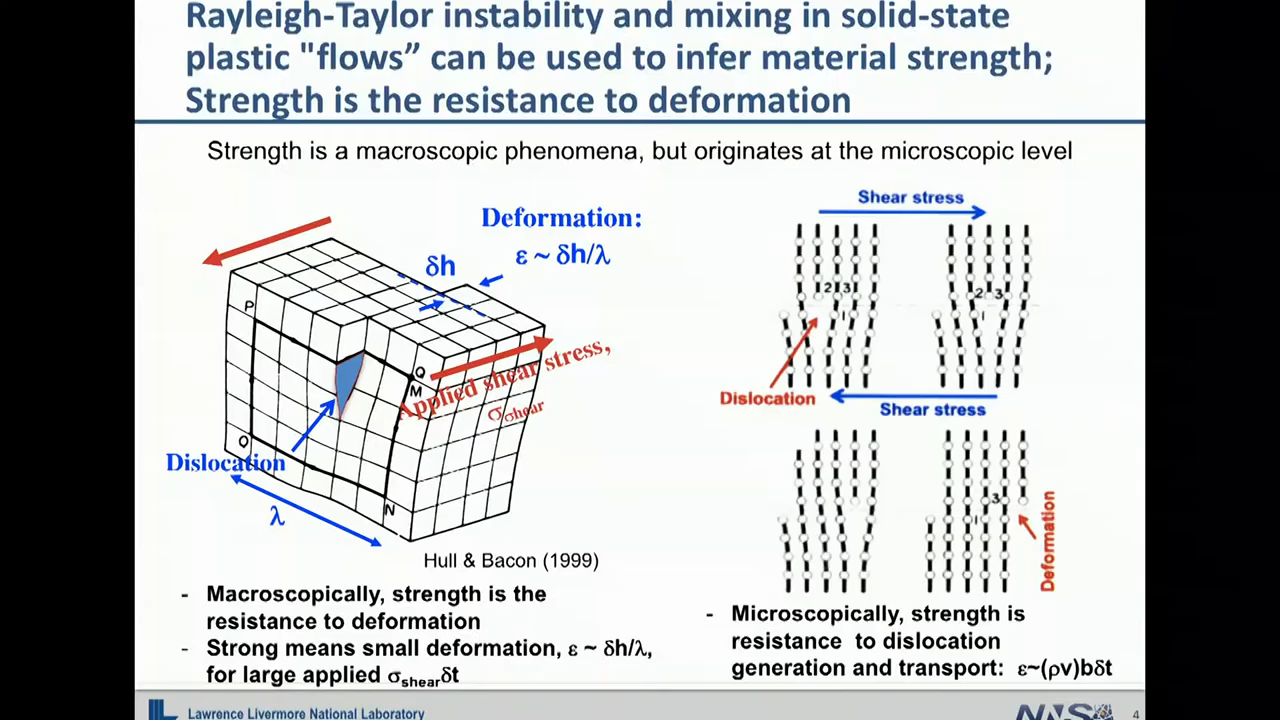 Rayleigh-Taylor instability and mixing in solid-state
plastic "flows” can be used to infer material strength;
Strength is the resistance to deformation
Strength is a macroscopic phenomena, but originates at the microscopic level
Deformation:
ε ~ δh/λ
δh
P
Q
M
Applied shear stress,
σshear
O
Dislocation
N
λ
Hull & Bacon (1999)
- Macroscopically, strength is the
resistance to deformation
- Strong means small deformation, ε ~ δh/λ,
for large applied σshearδt
Shear stress
1 2 3
1
2 3
1
Dislocation
Shear stress
3
1
Deformation
- Microscopically, strength is
resistance to dislocation
generation and transport: ε~(ρv)bδt
Lawrence Livermore National Laboratory
4